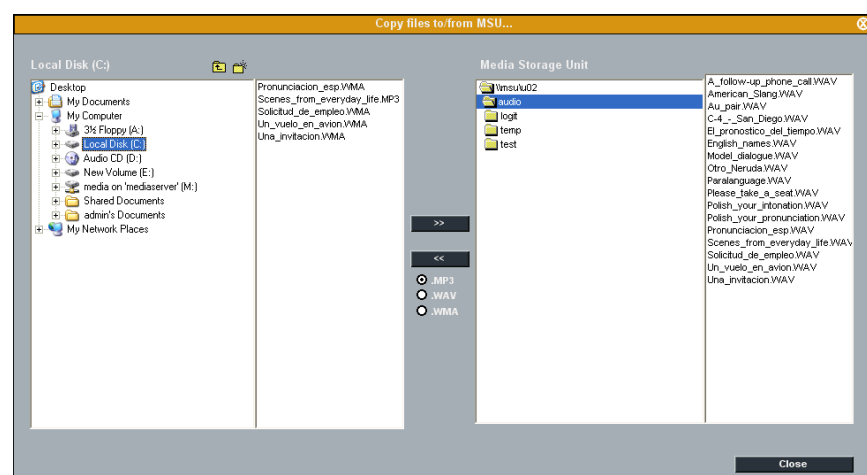 Copy files to/from MSU...
Local Disk (C:)
Desktop
My Documents
My Computer
3½ Floppy (A:)
Local Disk (C:)
Audio CD (D:)
New Volume (E:)
media on 'mediaserver' (M:)
Shared Documents
admin's Documents
My Network Places
Pronunciacion_esp.WMA
Scenes_from_everyday_life.MP3
Solicitud_de_empleo.WMA
Un_vuelo_en_avion.WMA
Una_invitacion.WMA
>>
<<
.MP3
.WAV
.WMA
Media Storage Unit
\\msu\u02
audio
logit
temp
test
A_follow-up_phone_call.WAV
American_Slang.WAV
Au_pair.WAV
C-4_-_San_Diego.WAV
El_pronostico_del_tiempo.WAV
English_names.WAV
Model_dialogue.WAV
Otro_Neruda.WAV
Paralanguage.WAV
Please_take_a_seat.WAV
Polish_your_intonation.WAV
Polish_your_pronunciation.WAV
Pronunciacion_esp.WAV
Scenes_from_everyday_life.WAV
Solicitud_de_empleo.WAV
Un_vuelo_en_avion.WAV
Una_invitacion.WAV
Close